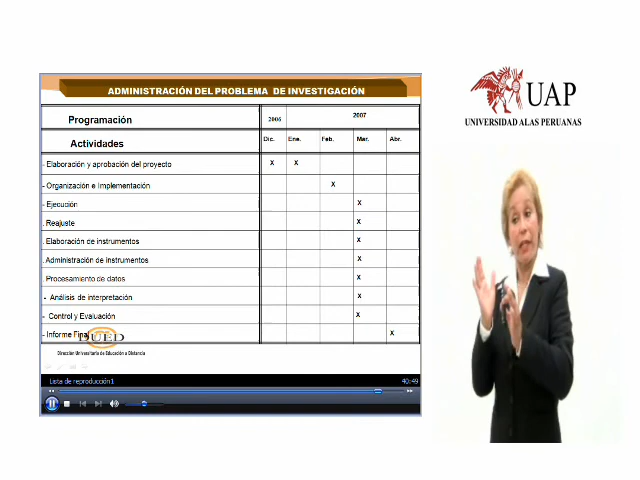 ADMINISTRACIÓN DEL PROBLEMA DE INVESTIGACIÓN
Programación 2006 2007
Actividades Dic. Ene. Feb. Mar. Abr.
- Elaboración y aprobación del proyecto X X
- Organización e Implementación X
- Ejecución X
. Reajuste X
. Elaboración de instrumentos X
. Administración de instrumentos X
. Procesamiento de datos X
- Análisis de interpretación X
- Control y Evaluación X
- Informe Final X
DUED
Dirección Universitaria de Educación a Distancia
Lista de reproducción1 40:49
UAP
UNIVERSIDAD ALAS PERUANAS